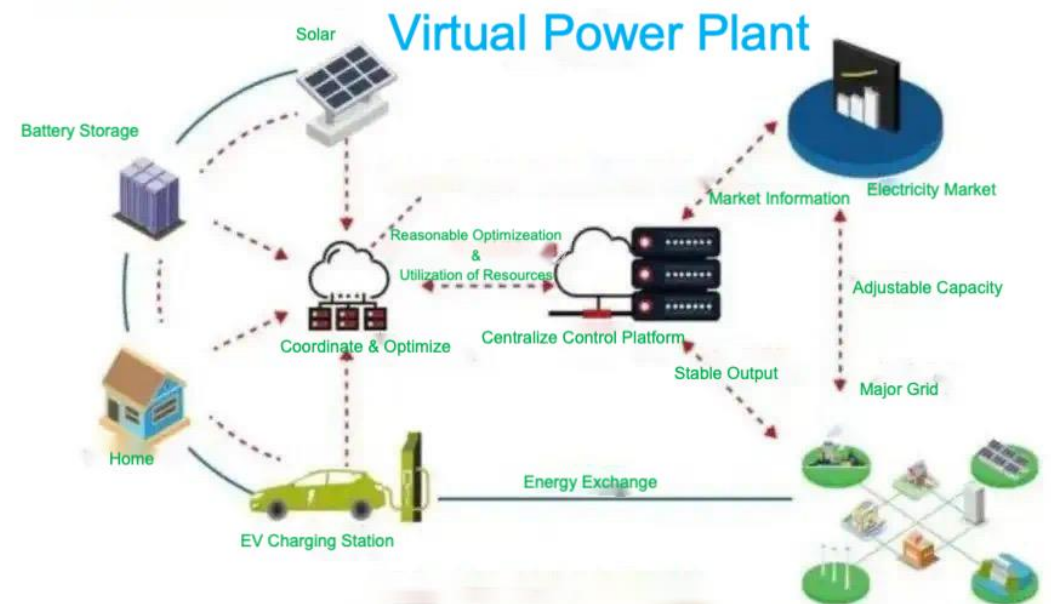 Virtual Power Plant
Solar
Battery Storage
Market Information
Electricity Market
Reasonable Optimizeation
&
Utilization of Resources
Adjustable Capacity
Coordinate & Optimize
Centralize Control Platform
Stable Output
Major Grid
Home
Energy Exchange
EV Charging Station